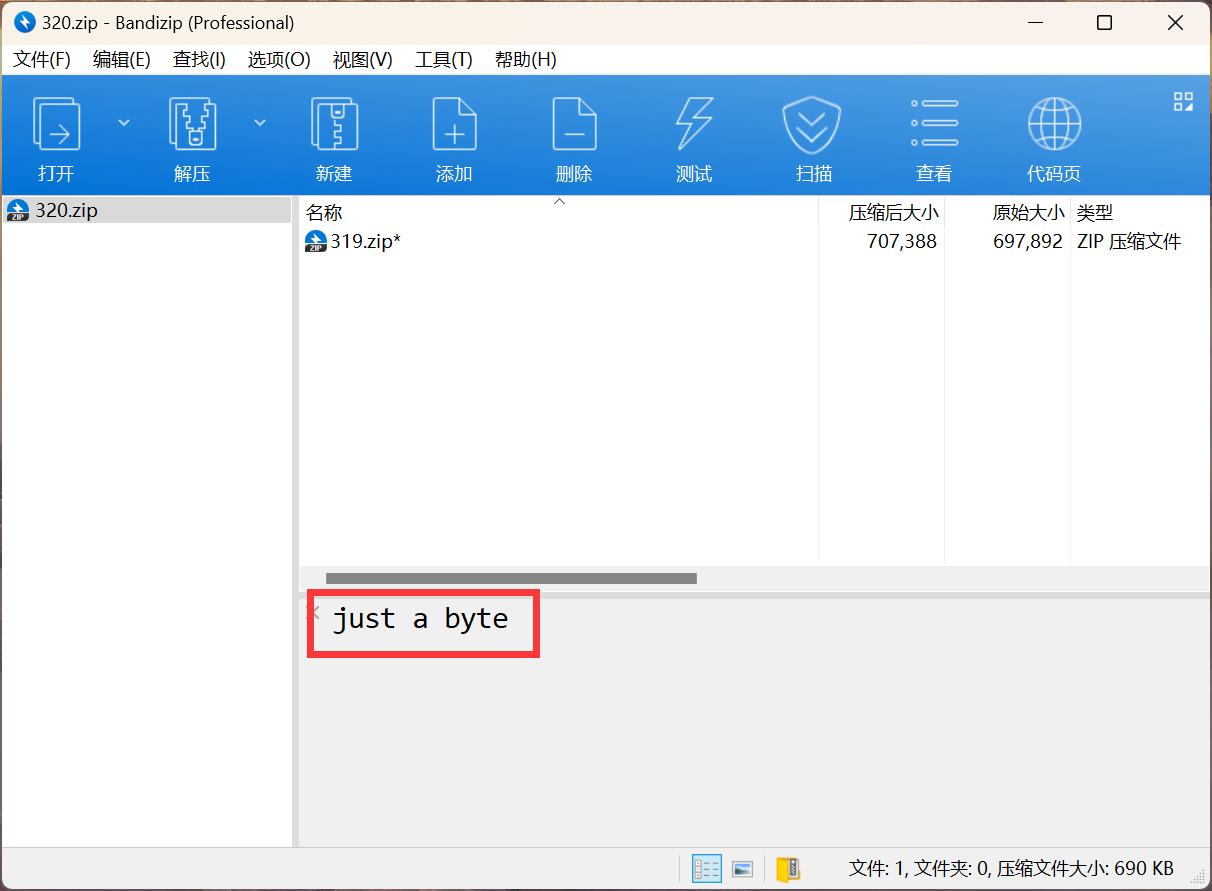 320.zip - Bandizip (Professional)
文件(F) 编辑(E) 查找(I) 选项(O) 视图(V) 工具(T) 帮助(H)
打开 解压 新建 添加 删除 测试 扫描 查看 代码页
320.zip
名称 压缩后大小 原始大小 类型
319.zip* 707,388 697,892 ZIP 压缩文件
just a byte
文件: 1, 文件夹: 0, 压缩文件大小: 690 KB